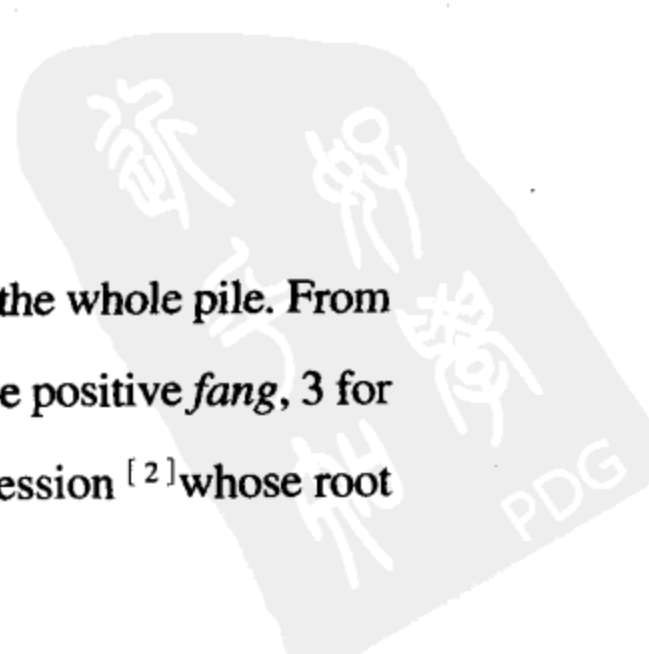 the whole pile. From
e positive fang, 3 for
ession [2]whose root
PDG